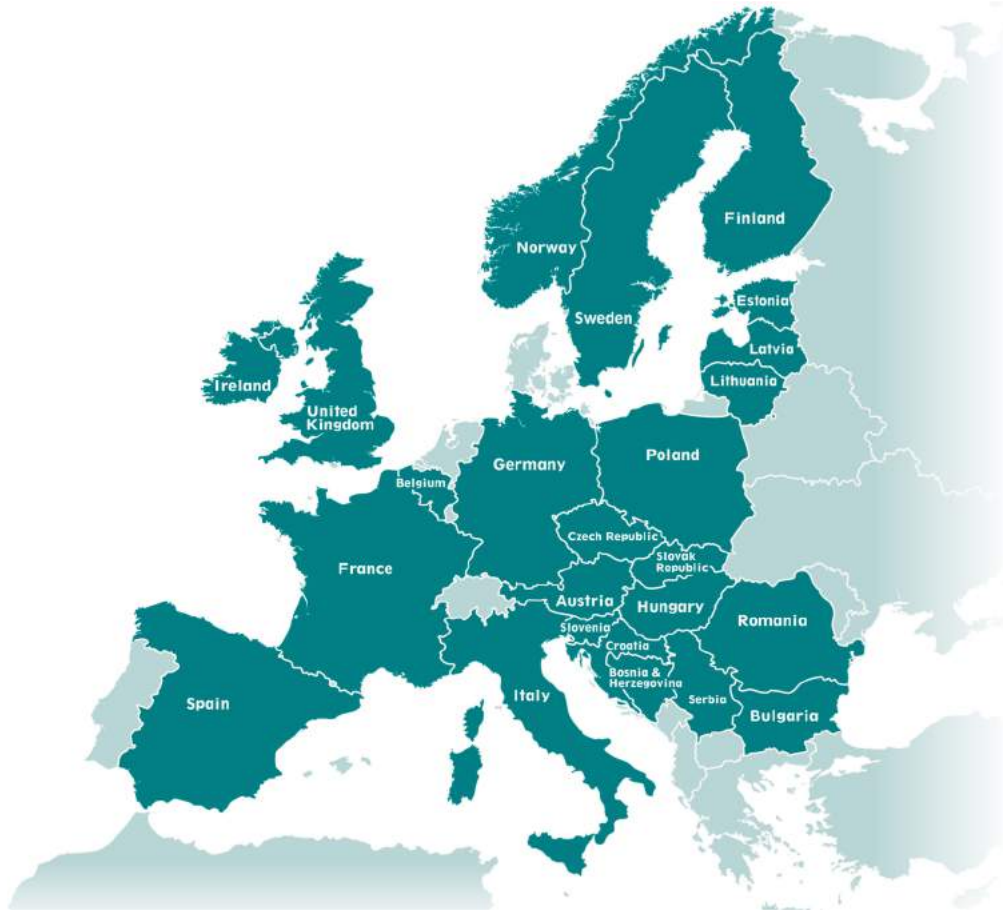 Finland
Norway
Estonia
Sweden
Latvia
Lithuania
Ireland
United
Kingdom
Poland
Germany
Belgium
Czech Republic
Slovak
Republic
France
Austria
Hungary
Romania
Slovenia
Croatia
Bosnia &
Herzegovina
Italy
Serbia
Spain
Bulgaria